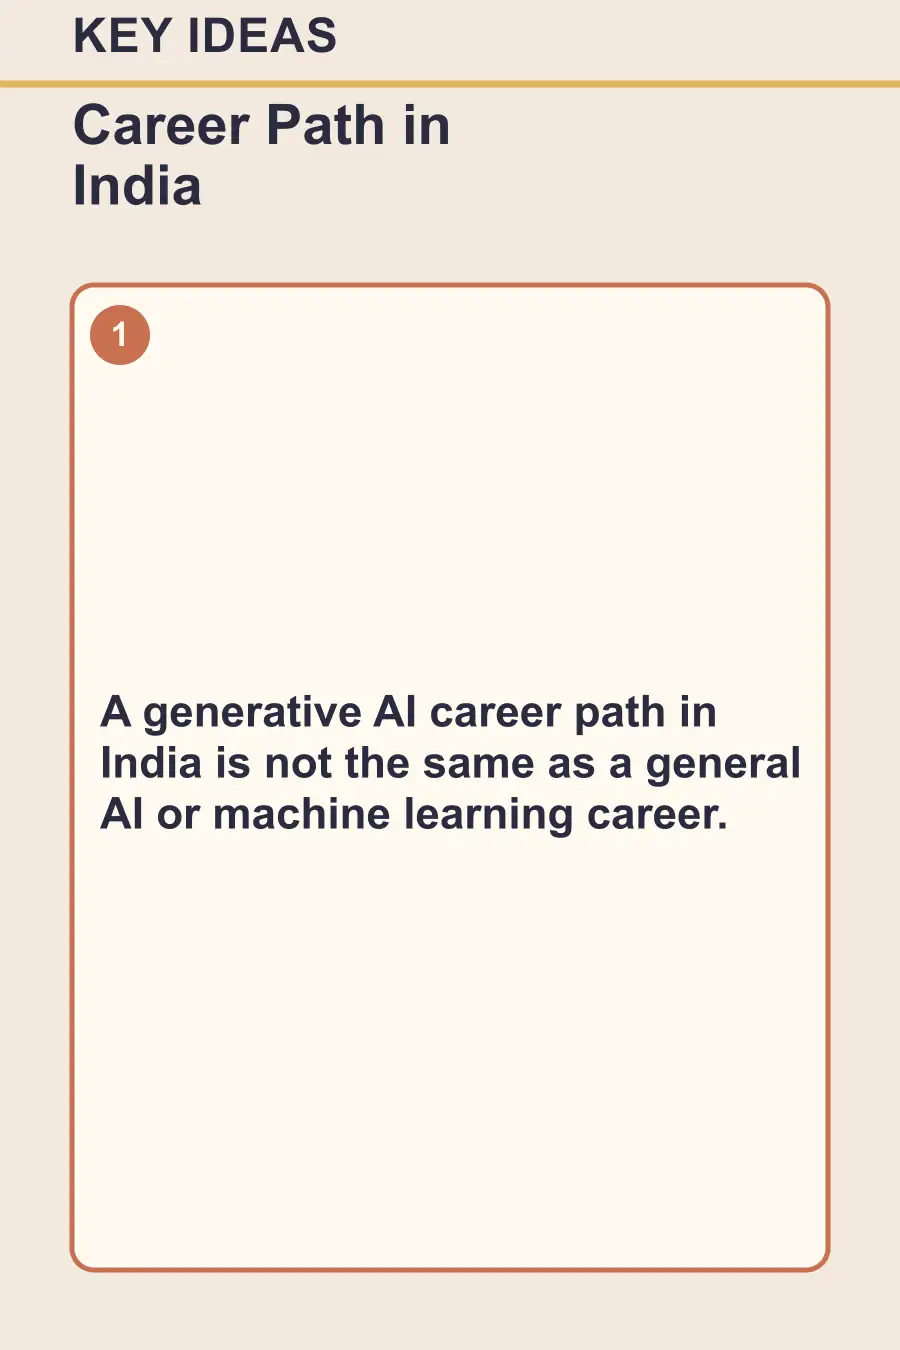 KEY IDEAS
Career Path in
India
1
A generative AI career path in
India is not the same as a general
AI or machine learning career.